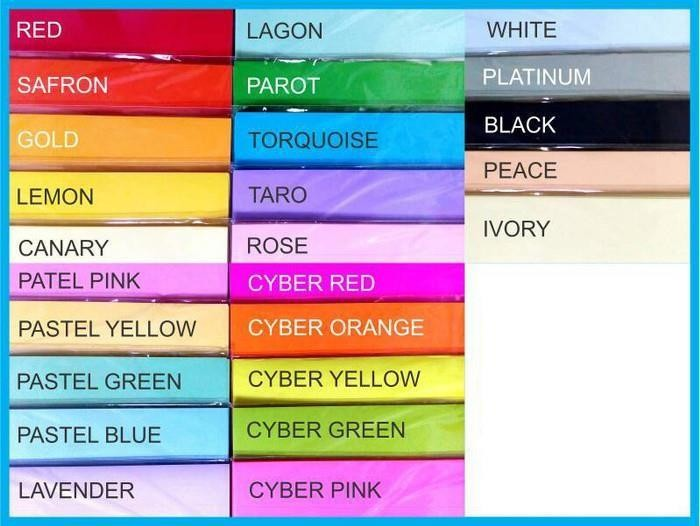 RED
SAFRON
GOLD
LEMON
CANARY
PATEL PINK
PASTEL YELLOW
PASTEL GREEN
PASTEL BLUE
LAVENDER
LAGON
PAROT
TORQUOISE
TARO
ROSE
CYBER RED
CYBER ORANGE
CYBER YELLOW
CYBER GREEN
CYBER PINK
WHITE
PLATINUM
BLACK
PEACE
IVORY